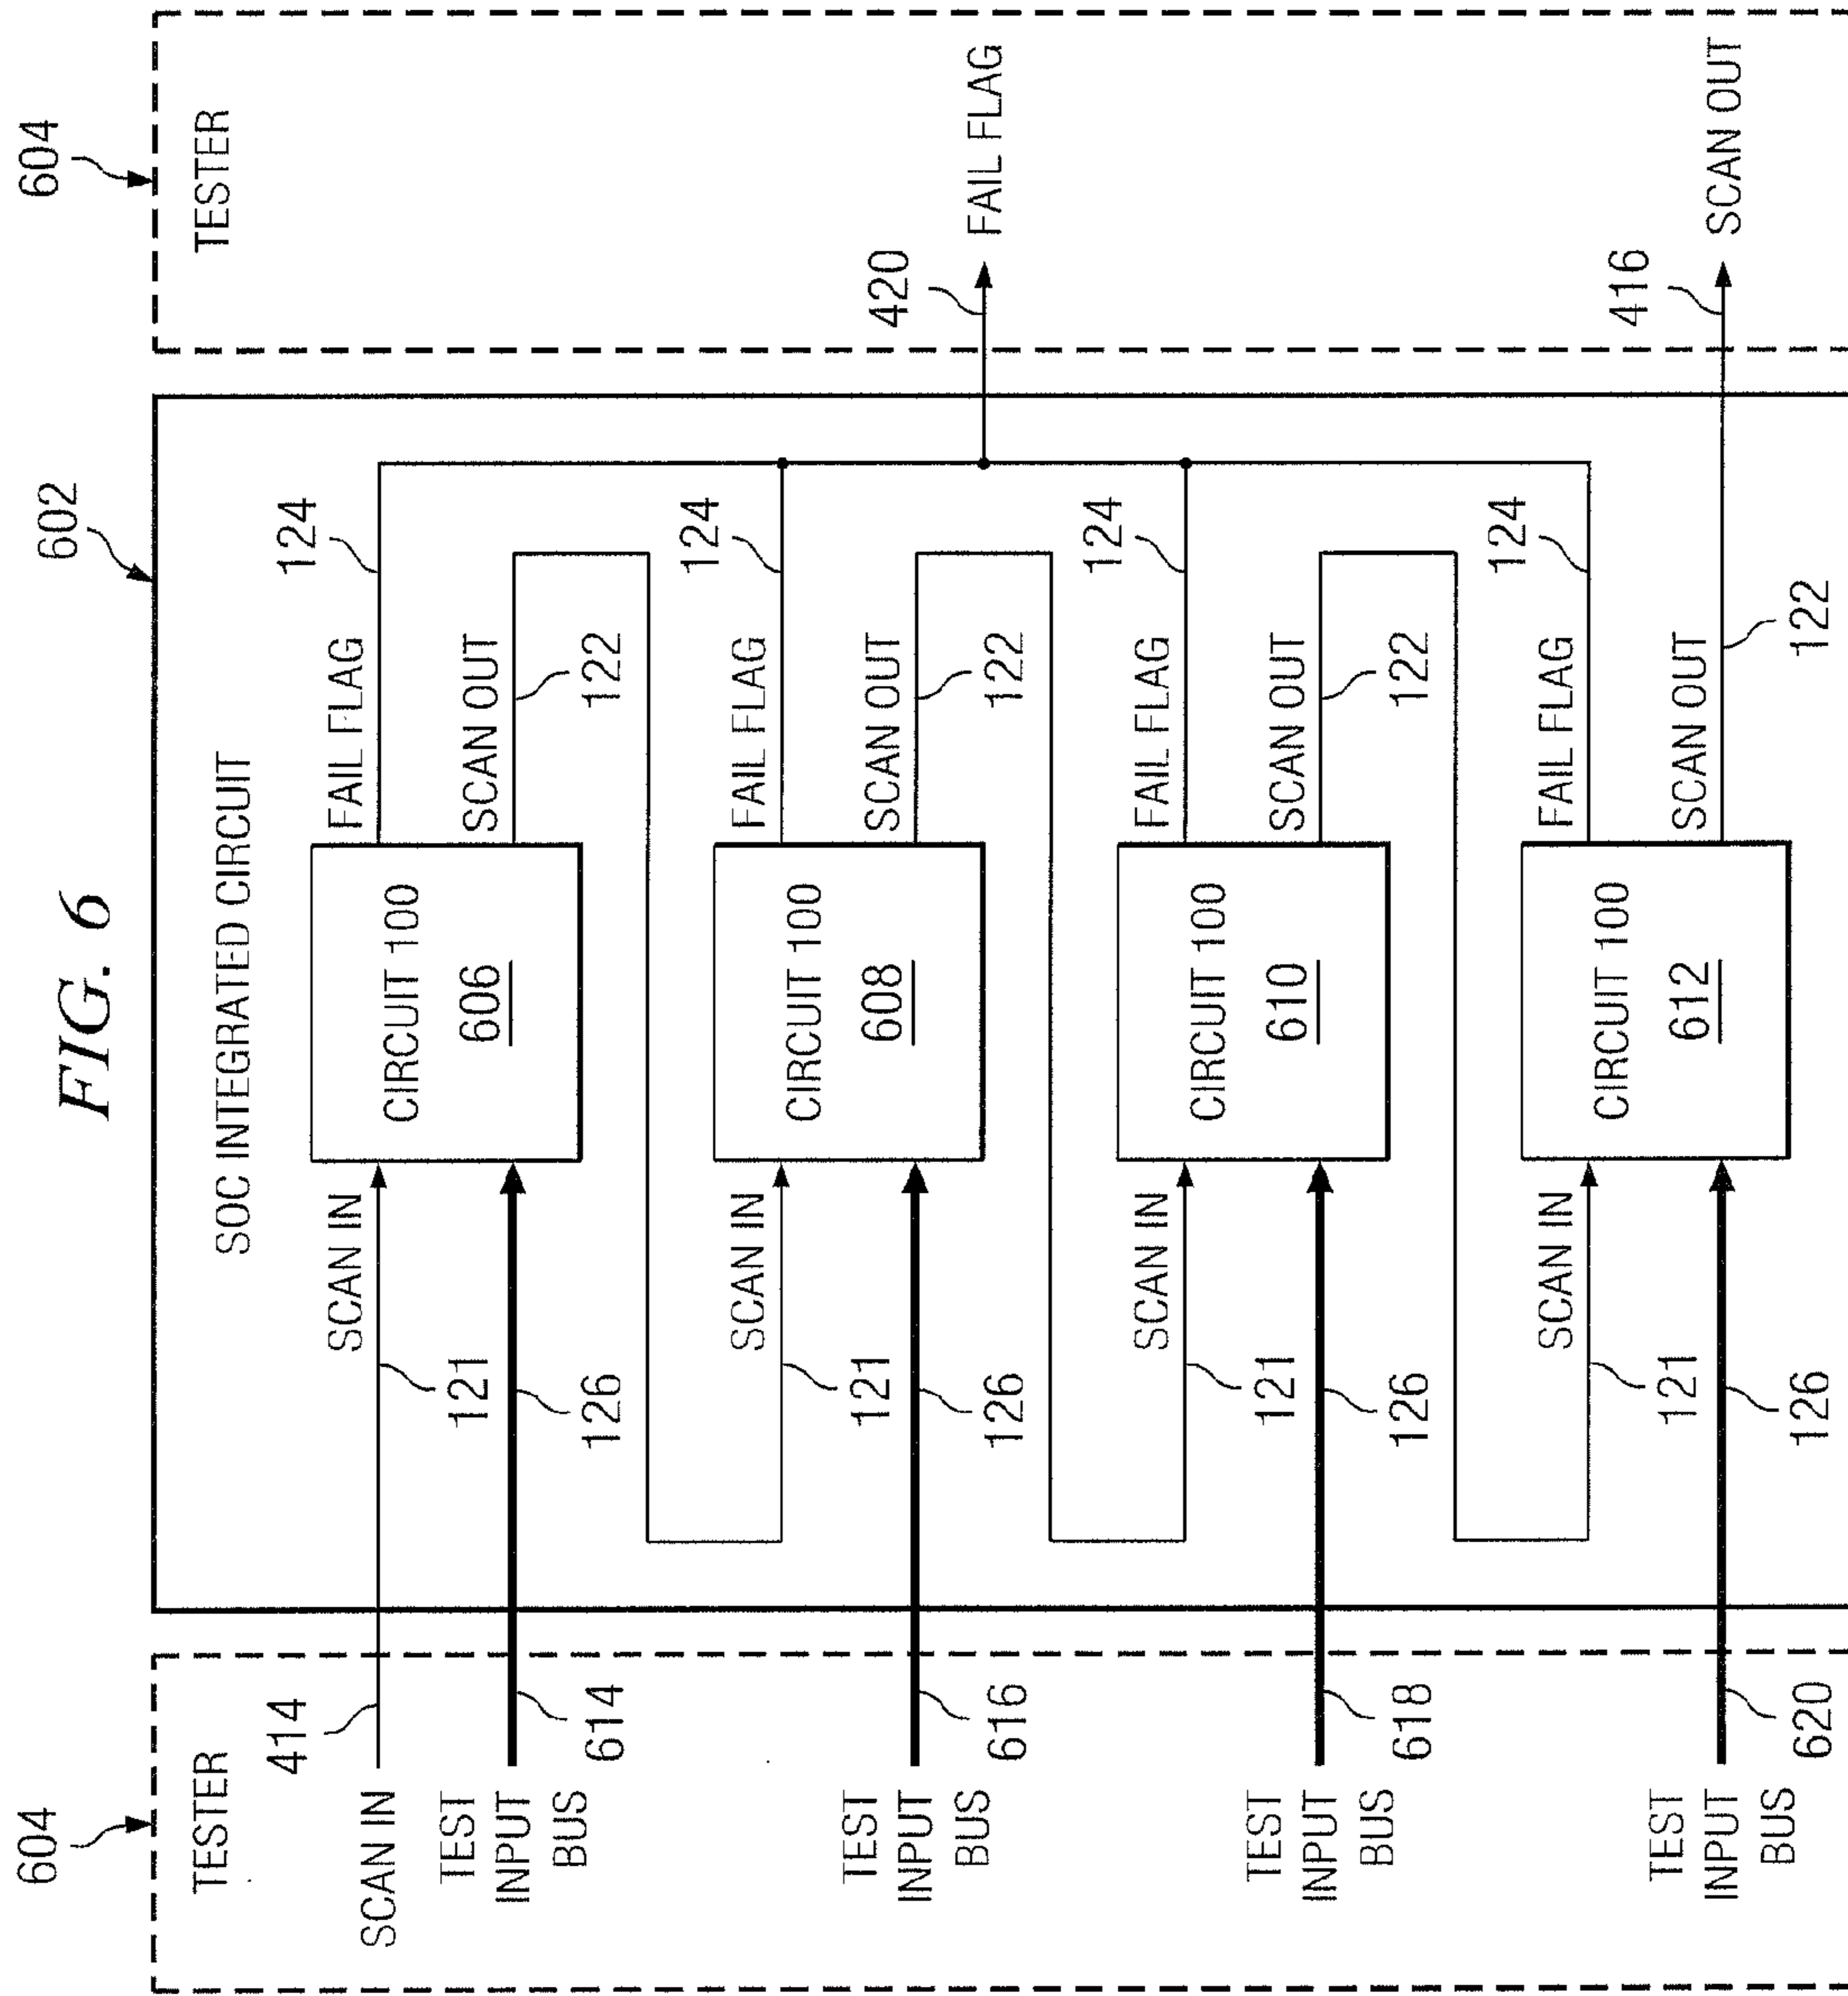 FIG. 6
604
TESTER
SCAN IN
414
TEST
INPUT
BUS
614
TEST
INPUT
BUS
616
TEST
INPUT
BUS
618
TEST
INPUT
BUS
620
602
SOC INTEGRATED CIRCUIT
SCAN IN
121
126
CIRCUIT 100
606
FAIL FLAG
124
SCAN OUT
122
SCAN IN
121
126
CIRCUIT 100
608
FAIL FLAG
124
SCAN OUT
122
SCAN IN
121
126
CIRCUIT 100
610
FAIL FLAG
124
SCAN OUT
122
SCAN IN
121
126
CIRCUIT 100
612
FAIL FLAG
124
SCAN OUT
122
604
TESTER
420
FAIL FLAG
416
SCAN OUT